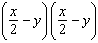 (x/2 − y)(x/2 − y)